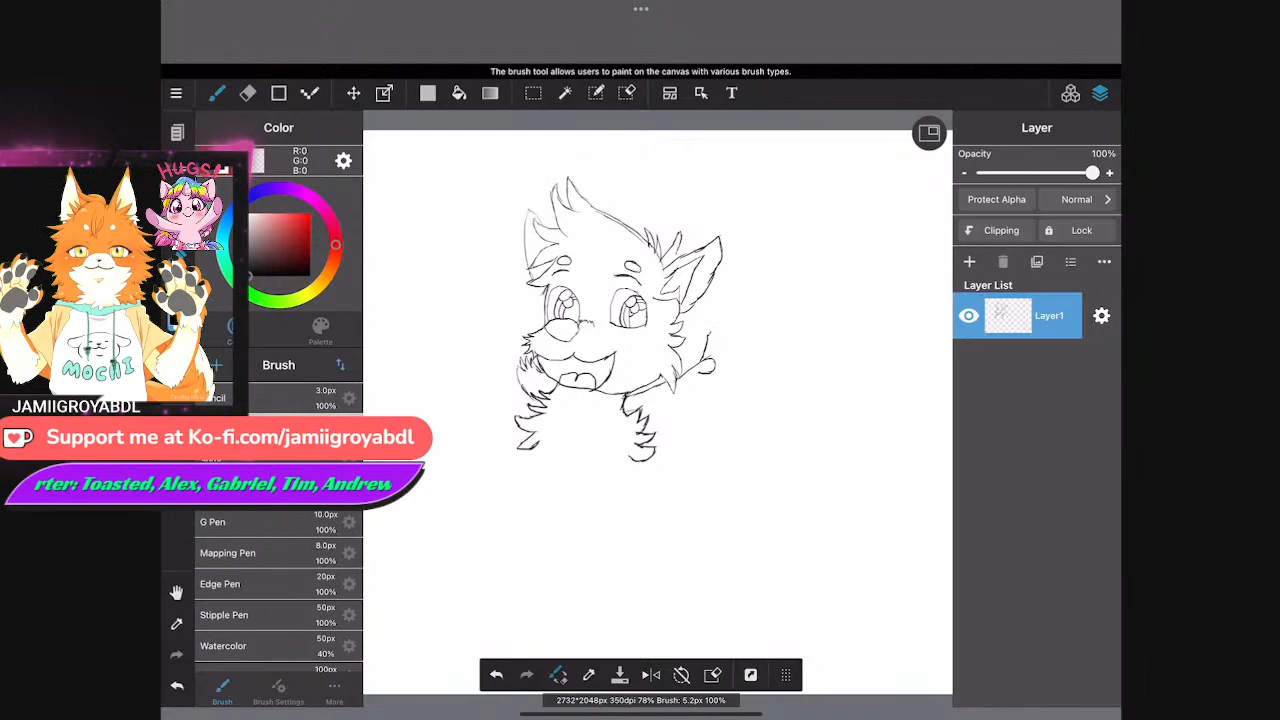 The brush tool allows users to paint on the canvas with various brush types.
T
Color
R:0
G:0
B:0
Palette
Brush
3.0px
100%
G Pen
10.0px
100%
Mapping Pen
8.0px
100%
Edge Pen
20px
100%
Stipple Pen
50px
100%
Watercolor
50px
40%
100px
Brush
Brush Settings
More
HUGS!
MOCHI
JAMIIGROYABDL
Support me at Ko-fi.com/jamiigroyabdl
rter: Toasted, Alex, Gabriel, Tim, Andrew
2732*2048px 350dpi 78% Brush: 5.2px 100%
Layer
Opacity
100%
Protect Alpha
Normal
Clipping
Lock
Layer List
Layer1